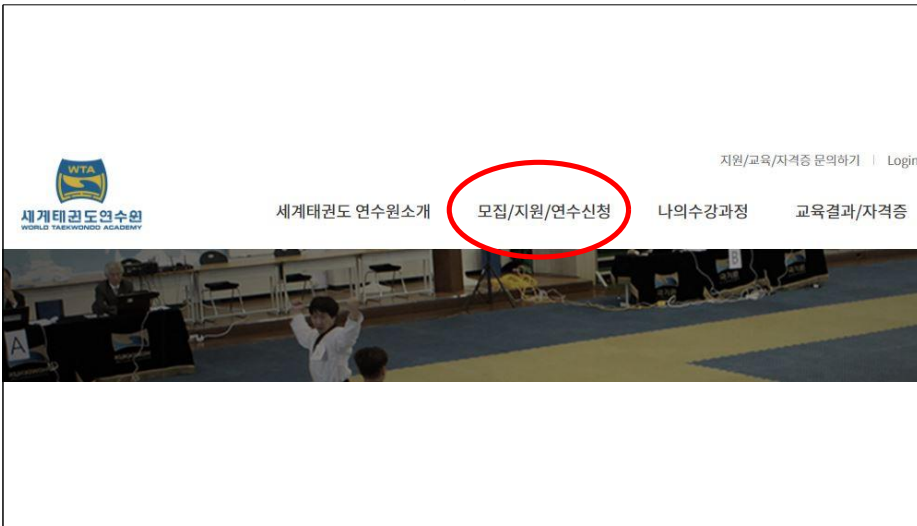 지원/교육/자격증 문의하기 | Login
WTA
세계태권도연수원
WORLD TAEKWONDO ACADEMY
세계태권도 연수원소개 모집/지원/연수신청 나의수강과정 교육결과/자격증
A